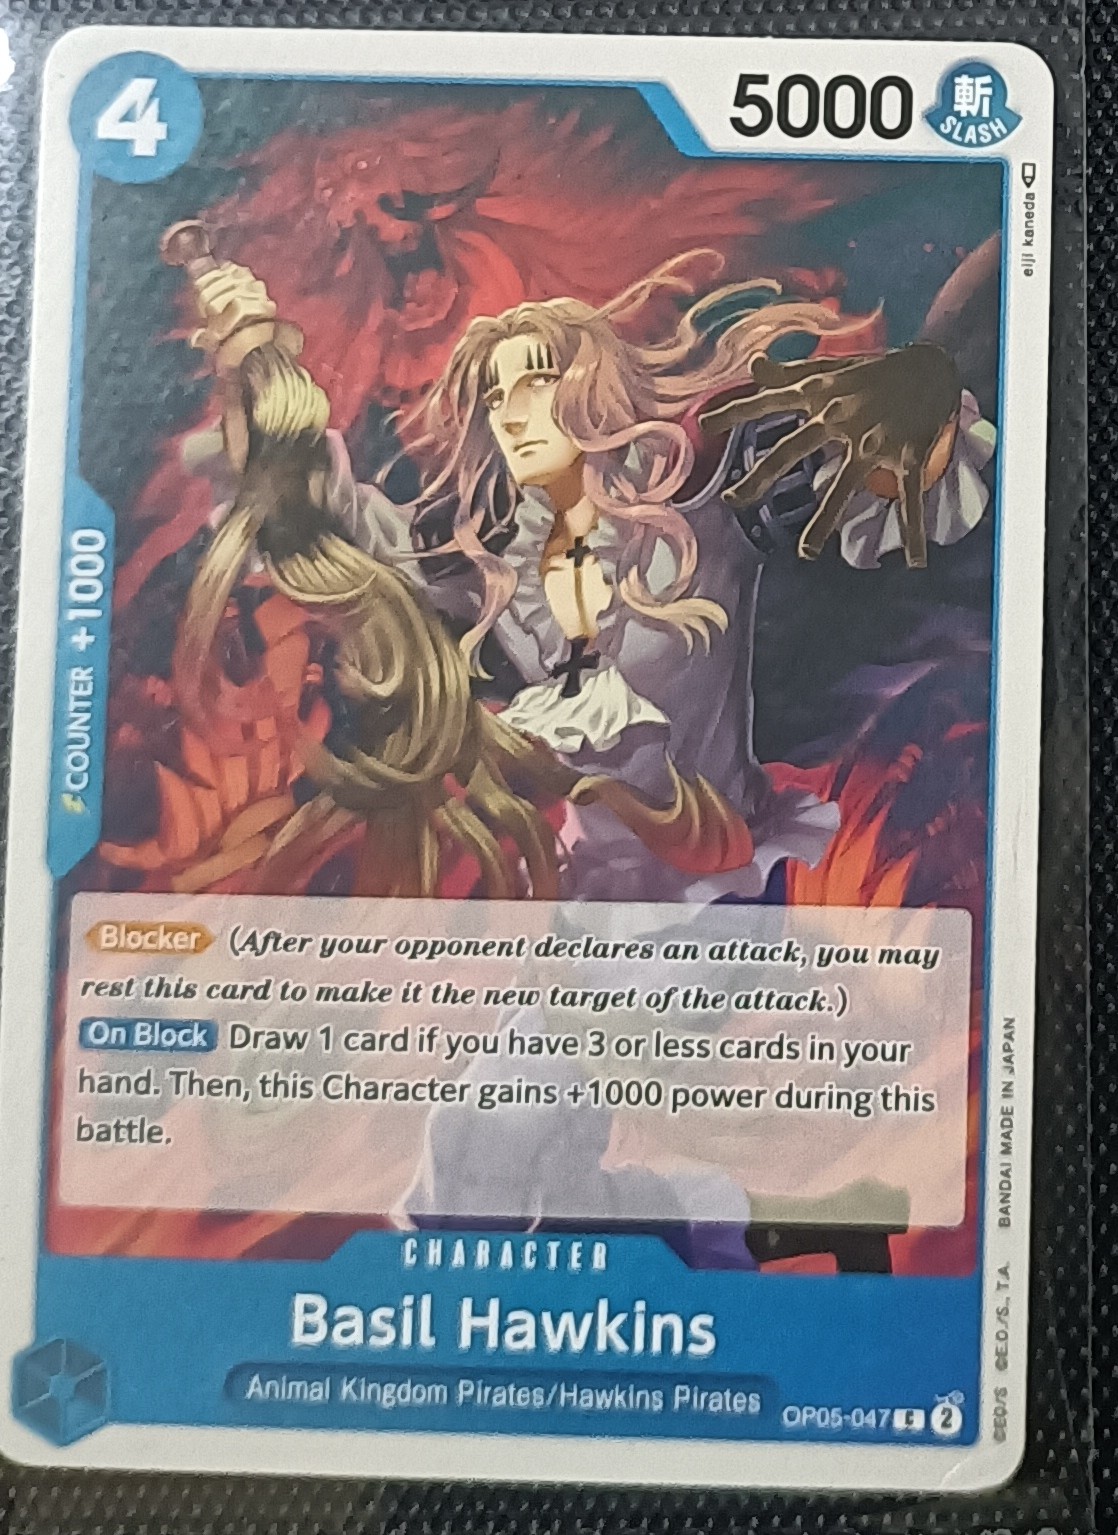 4
5000
斬
SLASH
eiji kaneda
COUNTER +1000
Blocker (After your opponent declares an attack, you may
rest this card to make it the new target of the attack.)
On Block Draw 1 card if you have 3 or less cards in your
hand. Then, this Character gains +1000 power during this
battle.
CHARACTER
Basil Hawkins
Animal Kingdom Pirates/Hawkins Pirates
OP05-047 C 2
©E.O/S ©E.O./S., T.A. BANDAI MADE IN JAPAN